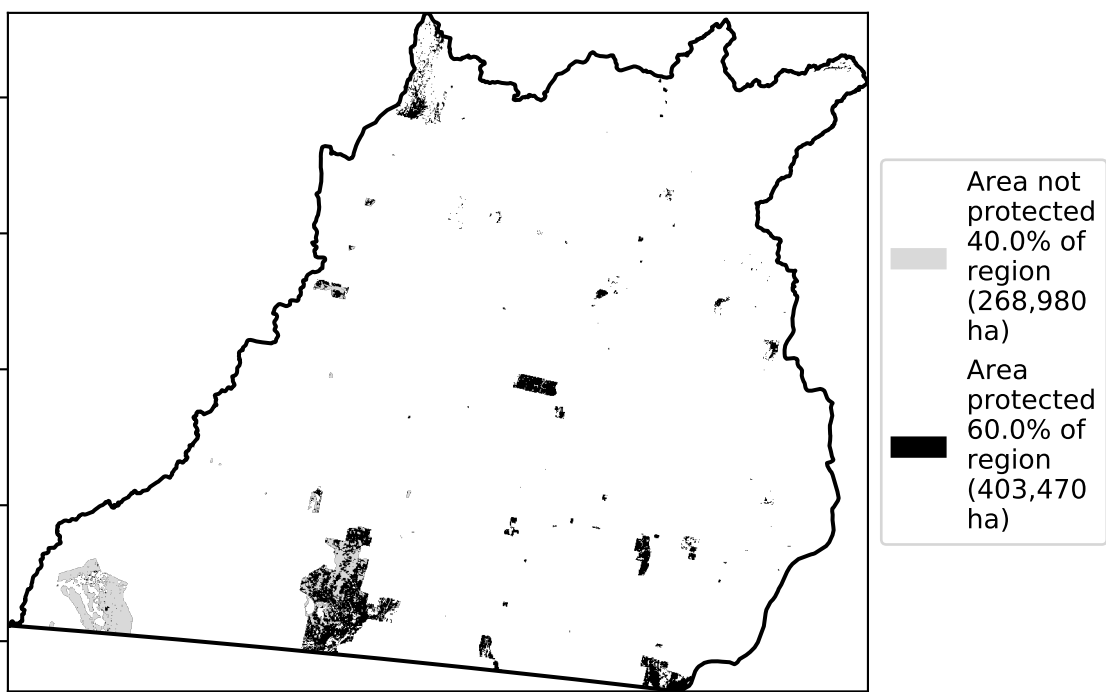 Area not
protected
40.0% of
region
(268,980
ha)
Area
protected
60.0% of
region
(403,470
ha)